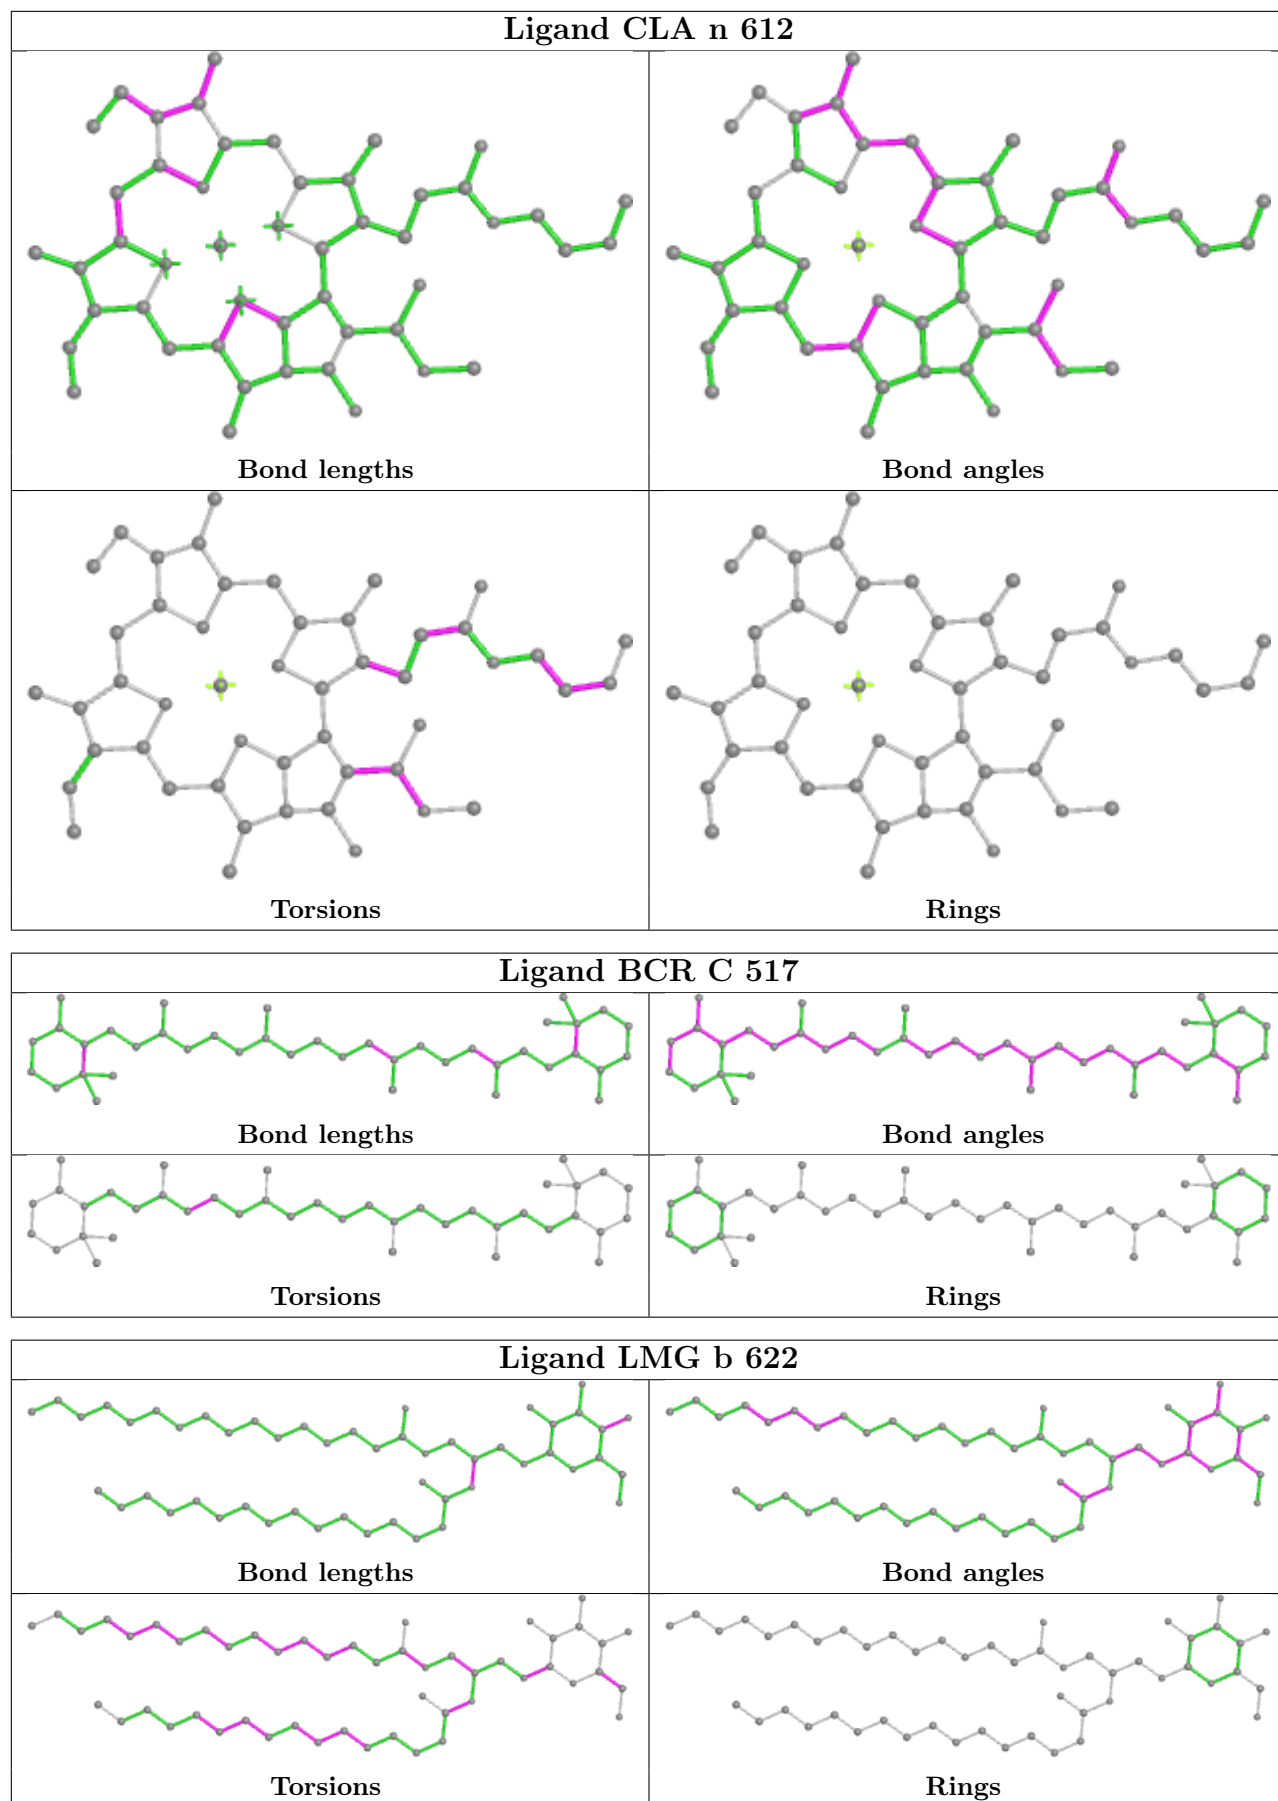 Ligand CLA n 612
Bond lengths
Bond angles
Torsions
Rings
Ligand BCR C 517
Bond lengths
Bond angles
Torsions
Rings
Ligand LMG b 622
Bond lengths
Bond angles
Torsions
Rings